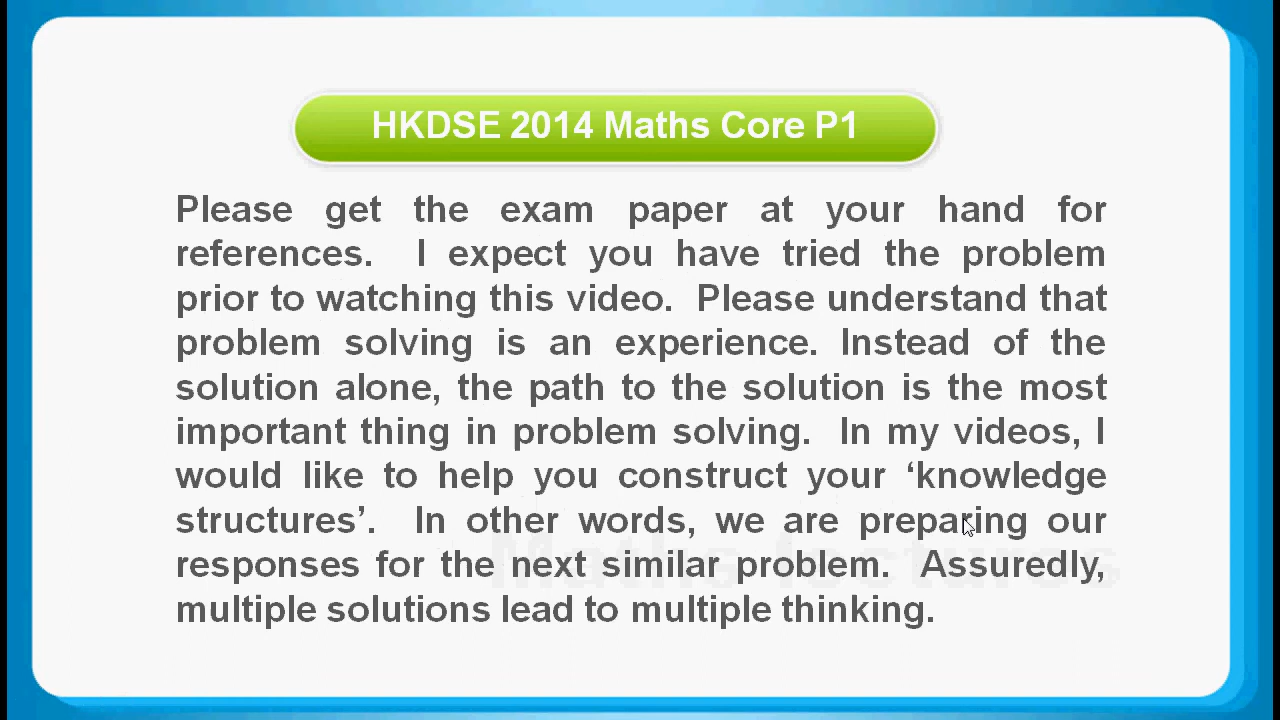 HKDSE 2014 Maths Core P1
Please get the exam paper at your hand for
references. I expect you have tried the problem
prior to watching this video. Please understand that
problem solving is an experience. Instead of the
solution alone, the path to the solution is the most
important thing in problem solving. In my videos, I
would like to help you construct your ‘knowledge
structures’. In other words, we are preparing our
responses for the next similar problem. Assuredly,
multiple solutions lead to multiple thinking.
Maths lectures